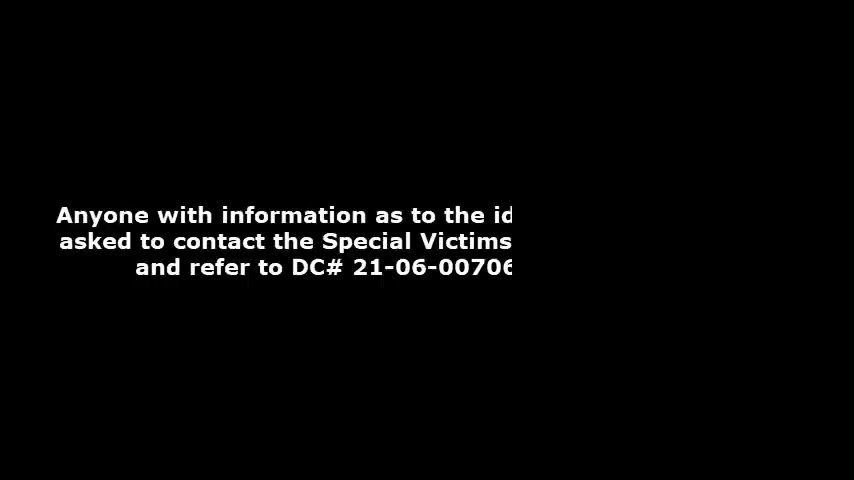 Anyone with information as to the
asked to contact the Special Victims
and refer to DC# 21-06-00706